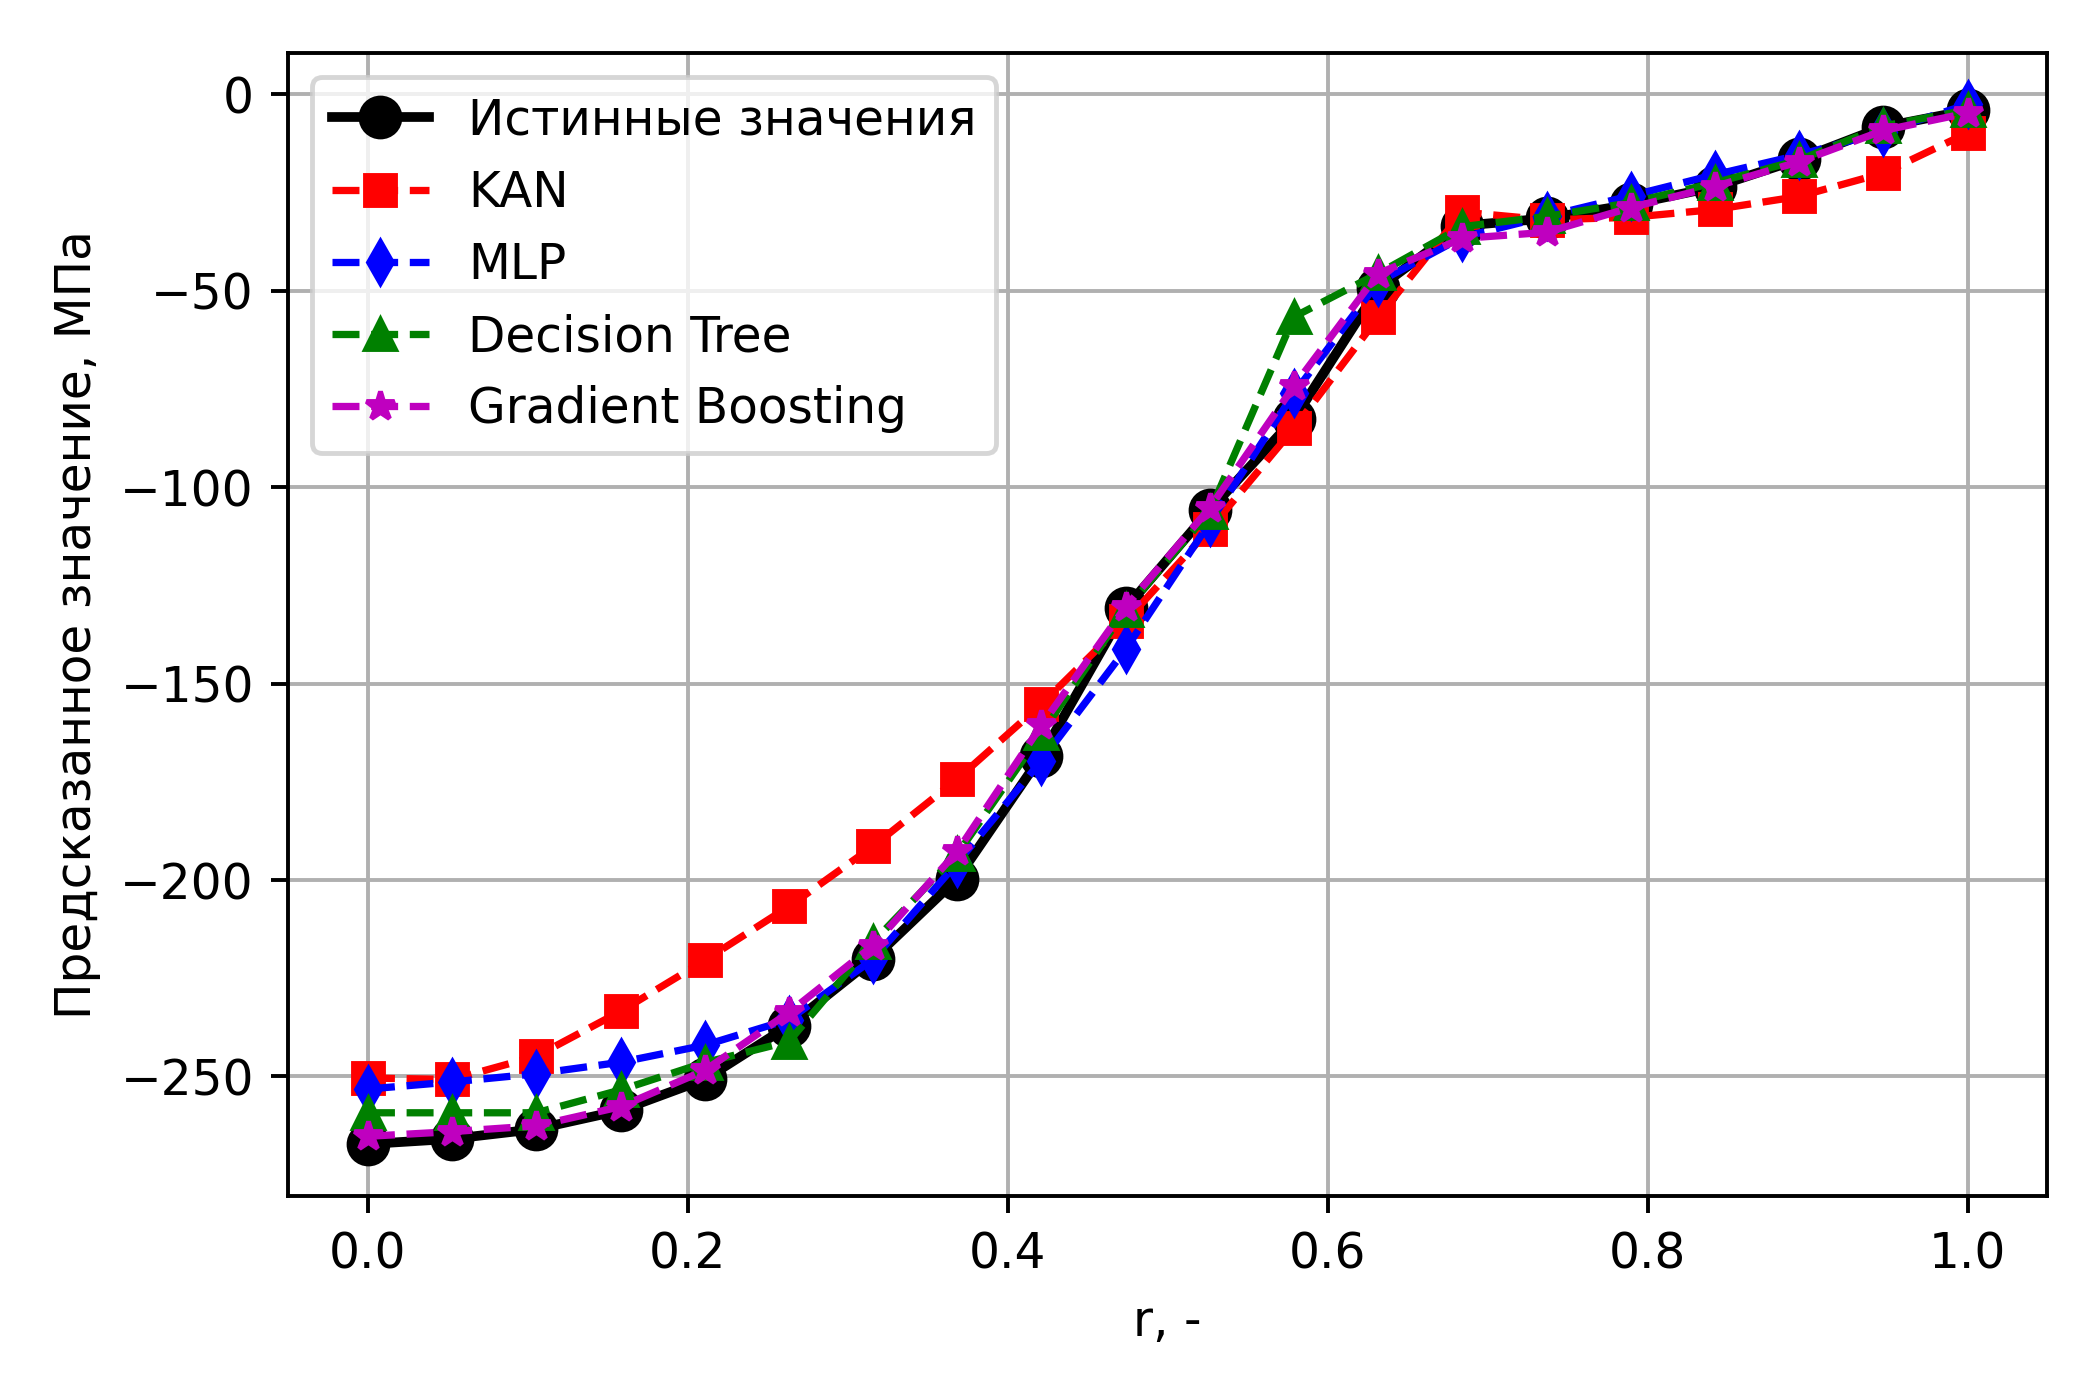 Предсказанное значение, МПа
0
−50
−100
−150
−200
−250
Истинные значения
KAN
MLP
Decision Tree
Gradient Boosting
0.0 0.2 0.4 0.6 0.8 1.0
r, -